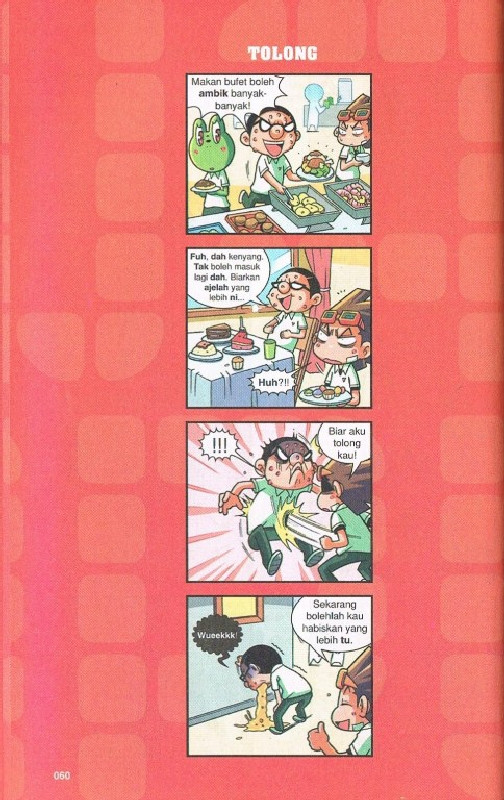 TOLONG
Makan bufet boleh
ambik banyak-
banyak!
Fuh, dah kenyang.
Tak boleh masuk
lagi dah. Biarkan
ajelah yang
lebih ni...
Huh?!!
!!!
Biar aku
tolong
kau!
Wueekkk!
Sekarang
bolehlah kau
habiskan yang
lebih tu.
060